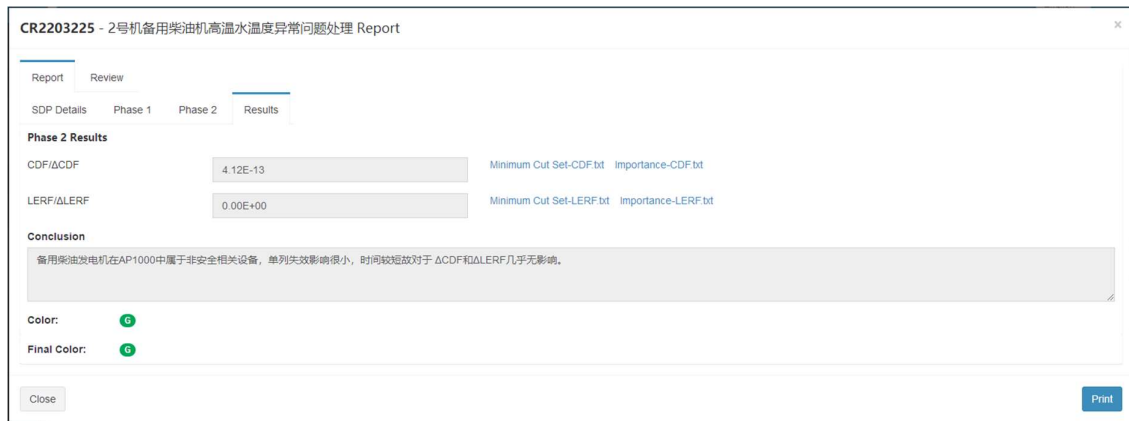 CR2203225 - 2号机备用柴油机高温水温度异常问题处理 Report
×
Report Review
SDP Details Phase 1 Phase 2 Results
Phase 2 Results
CDF/ΔCDF 4.12E-13 Minimum Cut Set-CDF.txt Importance-CDF.txt
LERF/ΔLERF 0.00E+00 Minimum Cut Set-LERF.txt Importance-LERF.txt
Conclusion
备用柴油发电机在AP1000中属于非安全相关设备，单列失效影响很小，时间较短故对于 ΔCDF和ΔLERF几乎无影响。
Color: G
Final Color: G
Close Print